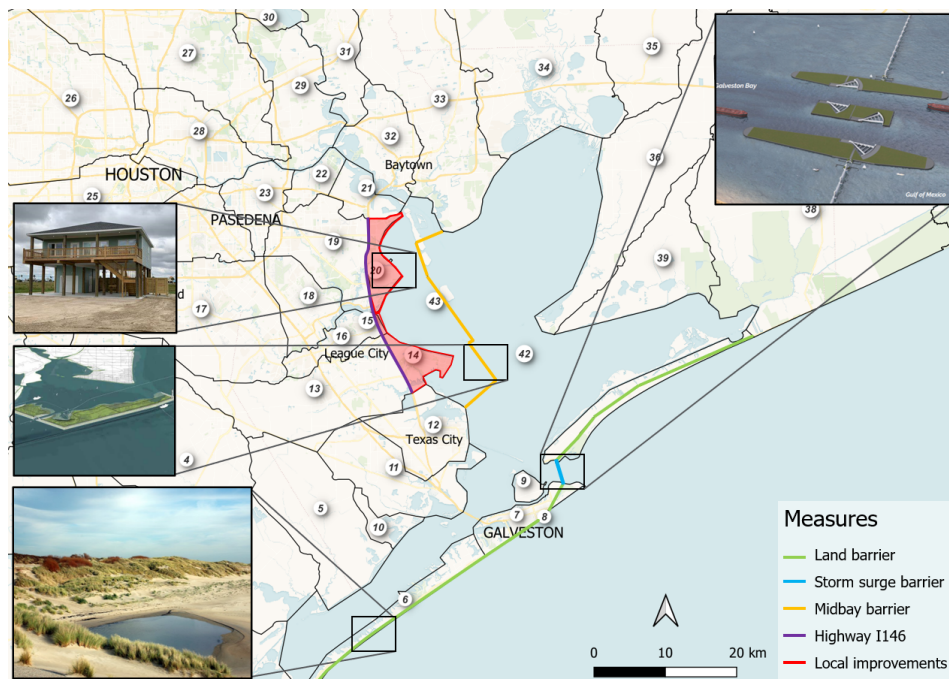 30
27
31
35
Galveston Bay
34
26
29
33
28
32
36
Gulf of Mexico
Baytown
HOUSTON
22
23
21
25
PASEDENA
38
19
39
20
d
18
43
17
15
16
League City
14
42
13
12
Texas City
4
11
9
5
7
8
10
GALVESTON
6
Measures
Land barrier
Storm surge barrier
Midbay barrier
Highway I146
Local improvements
0 10 20 km